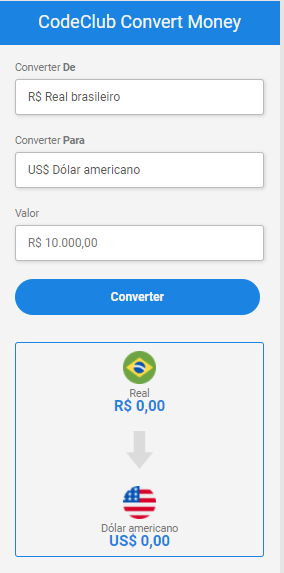 CodeClub Convert Money
Converter De
R$ Real brasileiro
Converter Para
US$ Dólar americano
Valor
R$ 10.000,00
Converter
Real
R$ 0,00
Dólar americano
US$ 0,00